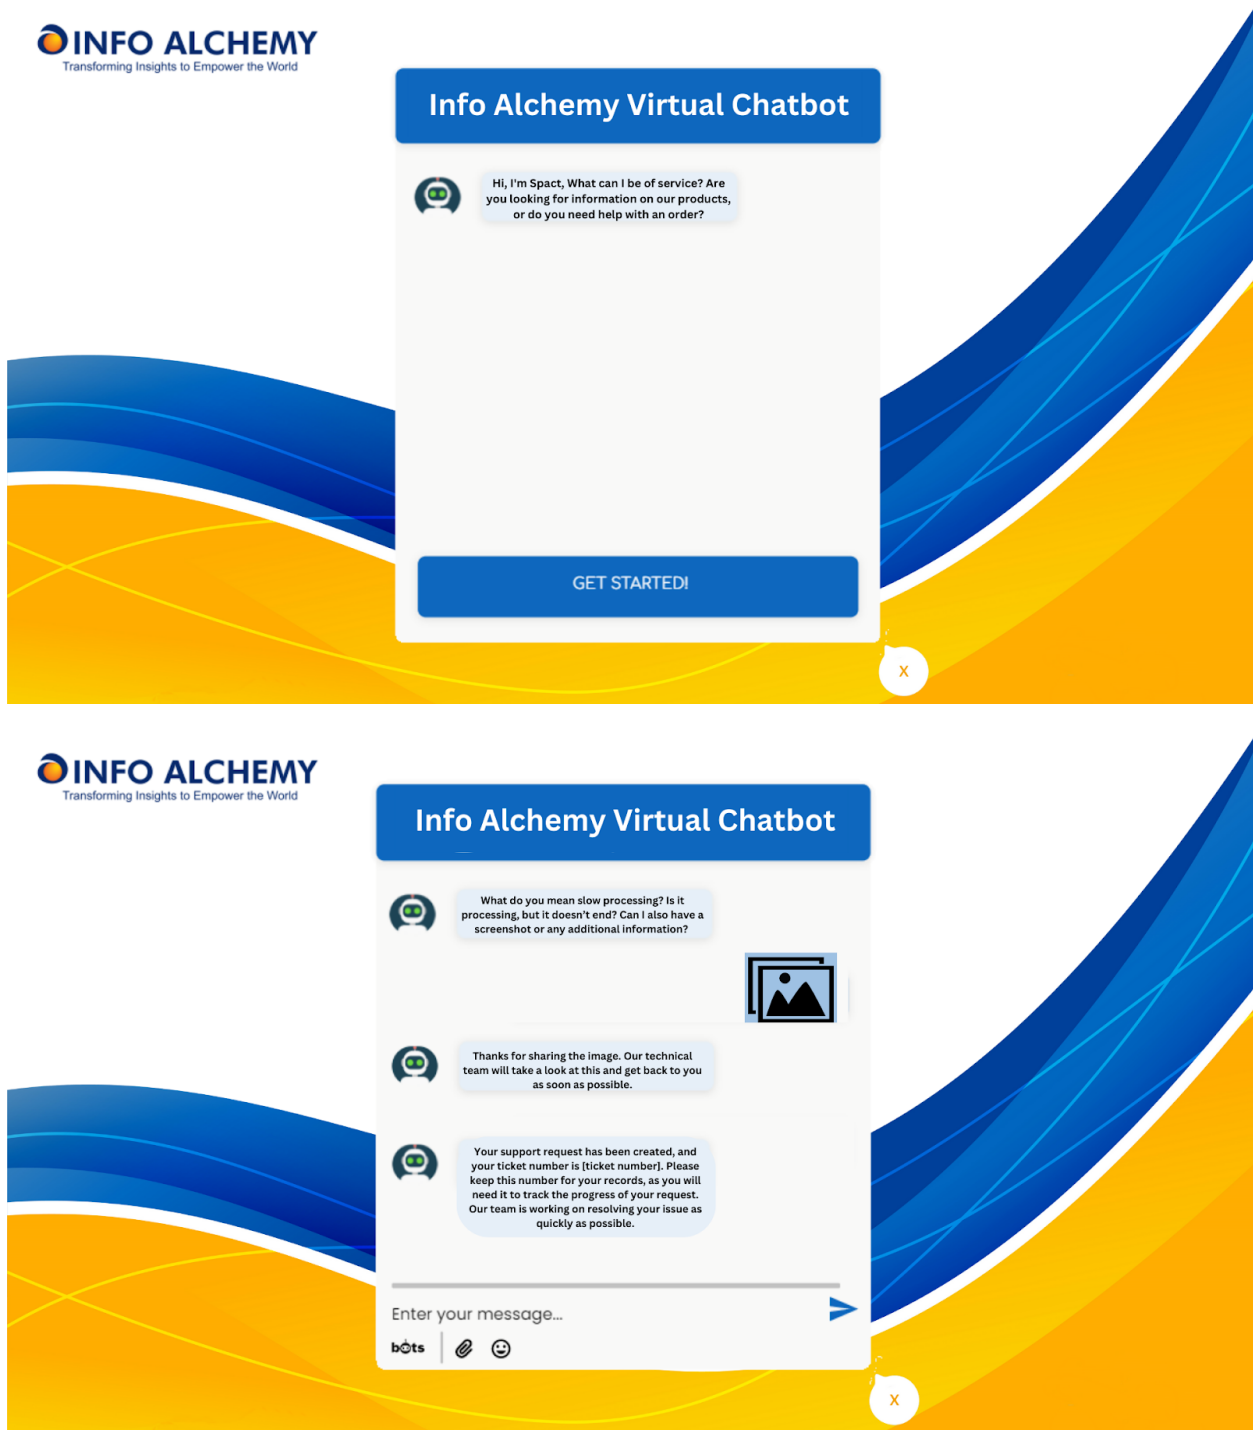 INFO ALCHEMY
Transforming Insights to Empower the World
Info Alchemy Virtual Chatbot
Hi, I'm Spact, What can I be of service? Are
you looking for information on our products,
or do you need help with an order?
GET STARTED!
X
INFO ALCHEMY
Transforming Insights to Empower the World
Info Alchemy Virtual Chatbot
What do you mean slow processing? Is it
processing, but it doesn't end? Can I also have a
screenshot or any additional information?
Thanks for sharing the image. Our technical
team will take a look at this and get back to you
as soon as possible.
Your support request has been created, and
your ticket number is [ticket number]. Please
keep this number for your records, as you will
need it to track the progress of your request.
Our team is working on resolving your issue as
quickly as possible.
Enter your message...
bots
X